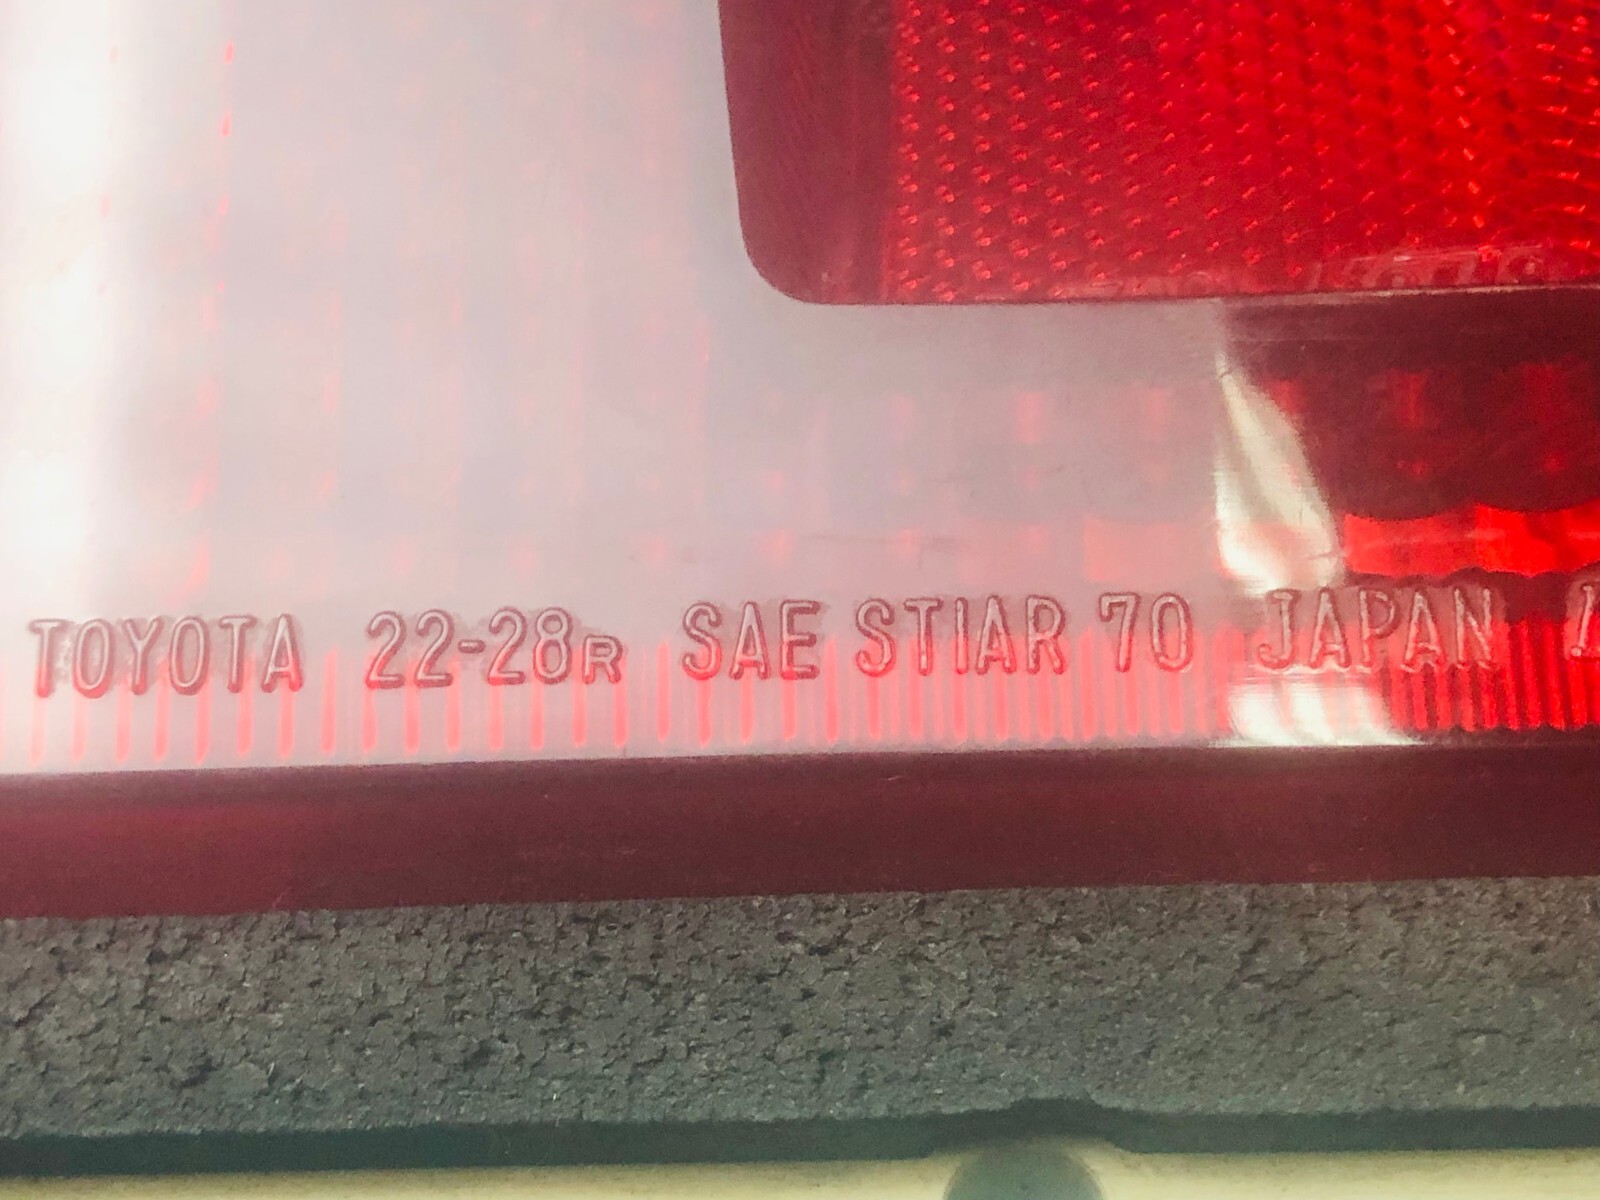 TOYOTA 22-28R SAE STIAR 70 JAPAN